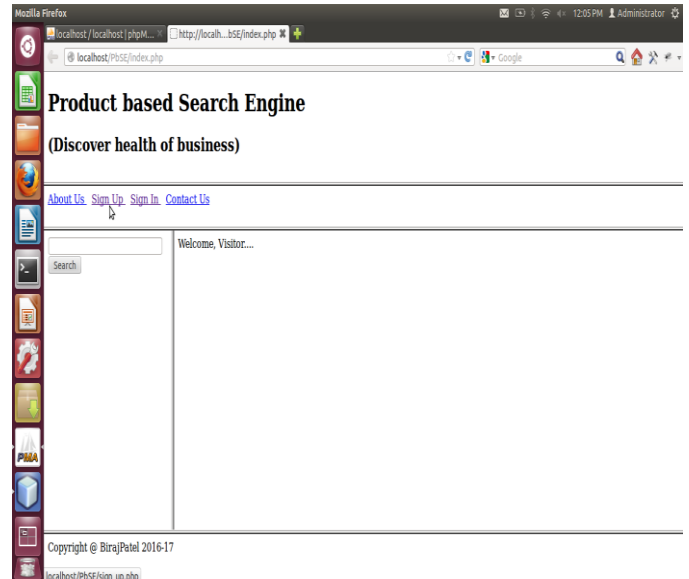 Mozilla Firefox 12:05 PM Administrator
localhost / localhost | phpM... http://localh...bSE/index.php
localhost/PbSE/index.php Google
Product based Search Engine
(Discover health of business)
About Us Sign Up Sign In Contact Us
Welcome, Visitor....
Search
PMA
Copyright @ BirajPatel 2016-17
localhost/PbSE/sign_up.php